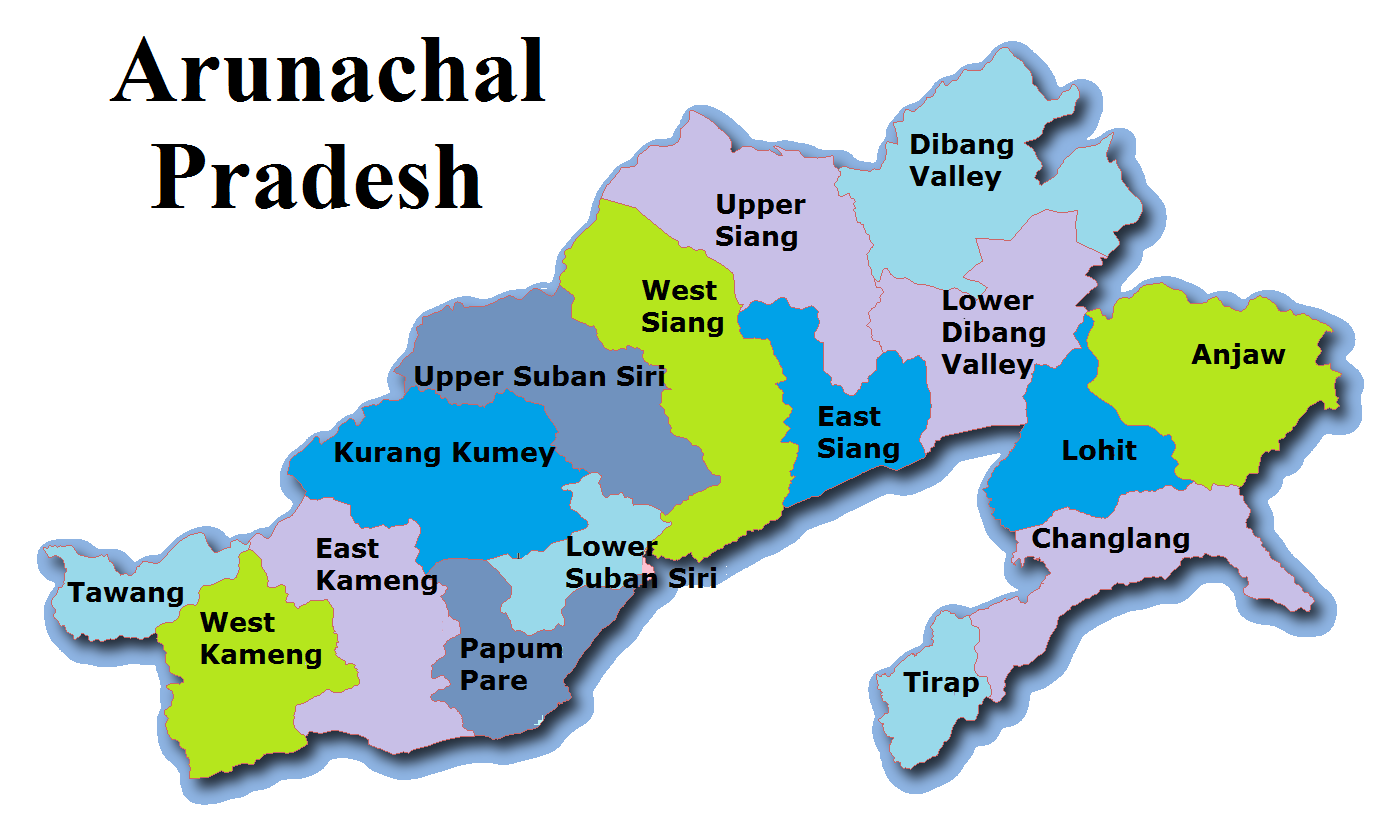 Arunachal
Pradesh
Dibang
Valley
Upper
Siang
West
Siang
Lower
Dibang
Valley
Anjaw
Upper Suban Siri
East
Siang
Kurang Kumey
Lohit
East
Kameng
Lower
Suban Siri
Changlang
Tawang
West
Kameng
Papum
Pare
Tirap